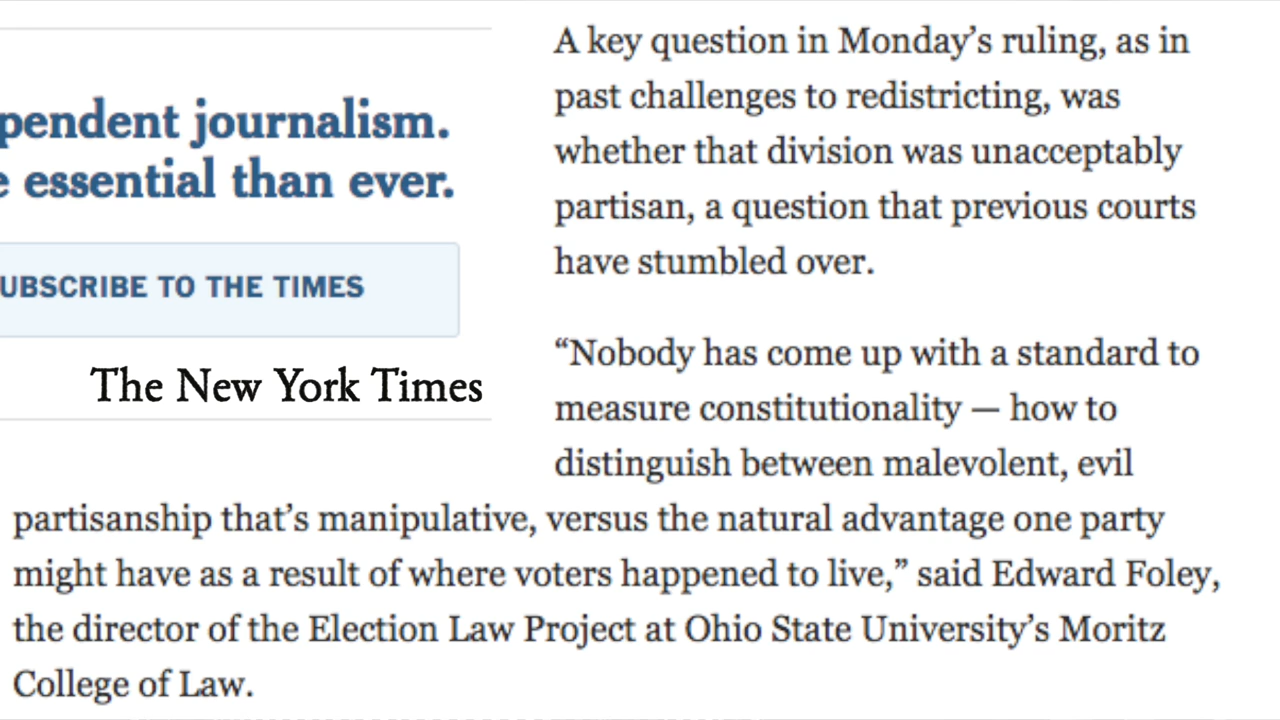 pendent journalism.
essential than ever.
UBSCRIBE TO THE TIMES
The New York Times
A key question in Monday’s ruling, as in
past challenges to redistricting, was
whether that division was unacceptably
partisan, a question that previous courts
have stumbled over.
“Nobody has come up with a standard to
measure constitutionality — how to
distinguish between malevolent, evil
partisanship that’s manipulative, versus the natural advantage one party
might have as a result of where voters happened to live,” said Edward Foley,
the director of the Election Law Project at Ohio State University’s Moritz
College of Law.